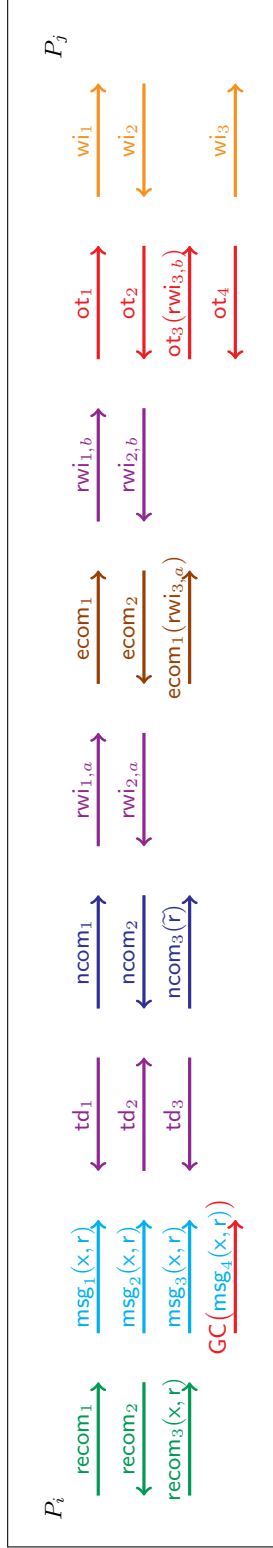 P_i P_j
recom_1 msg_1(x, r) td_1 ncom_1 rwi_{1,a} ecom_1 rwi_{1,b} ot_1 wi_1
recom_2 msg_2(x, r) td_2 ncom_2 rwi_{2,a} ecom_2 rwi_{2,b} ot_2 wi_2
recom_3(x, r) msg_3(x, r) td_3 ncom_3(r̃) ecom_1(rwi_{3,a}) ot_3(rwi_{3,b})
GC(msg_4(x, r)) ot_4 wi_3